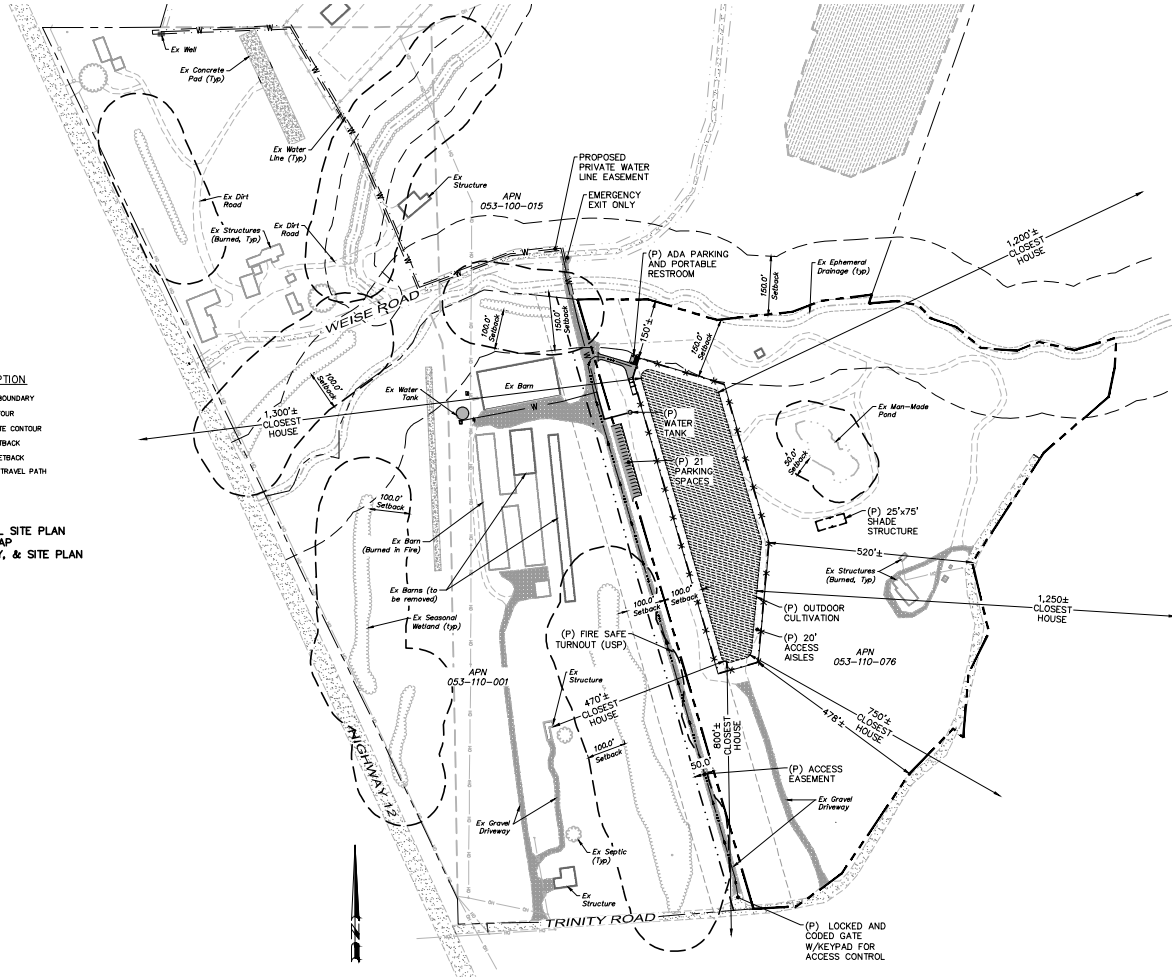 Ex Well
Ex Concrete
Pad (Typ)
Ex Water
Line (Typ)
Ex Dirt
Road
Ex Structures
(Burned, Typ)
Ex Dirt
Road
Ex
Structure
APN
053-100-015
PROPOSED
PRIVATE WATER
LINE EASEMENT
EMERGENCY
EXIT ONLY
(P) ADA PARKING
AND PORTABLE
RESTROOM
1,200'±
CLOSEST
HOUSE
150.0'
Setback
Ex Ephemeral
Drainage (typ)
WEISE ROAD
100.0'
Setback
150.0'
Setback
150'±
150.0'
Setback
PTION
BOUNDARY
TOUR
TE CONTOUR
TBACK
ETBACK
TRAVEL PATH
100.0'
Setback
1,300'±
CLOSEST
HOUSE
Ex Water
Tank
Ex Barn
W
(P)
WATER
TANK
Ex Man-Made
Pond
50.0'
Setback
(P) 21
PARKING
SPACES
(P) 25'x75'
SHADE
STRUCTURE
L SITE PLAN
AP
Y, & SITE PLAN
100.0'
Setback
Ex Barn
(Burned in Fire)
Ex Barns (to
be removed)
Ex Seasonal
Wetland (typ)
520'±
Ex Structures
(Burned, Typ)
1,250±
CLOSEST
HOUSE
100.0'
Setback
100.0'
Setback
(P) OUTDOOR
CULTIVATION
(P) FIRE SAFE
TURNOUT (USP)
(P) 20'
ACCESS
AISLES
APN
053-110-076
APN
053-110-001
Ex
Structure
470'±
CLOSEST
HOUSE
750'±
CLOSEST
HOUSE
478'±
800'±
CLOSEST
HOUSE
HIGHWAY 12
100.0'
Setback
50.0'
(P) ACCESS
EASEMENT
Ex Gravel
Driveway
Ex Gravel
Driveway
Ex Septic
(Typ)
Ex
Structure
TRINITY ROAD
(P) LOCKED AND
CODED GATE
W/KEYPAD FOR
ACCESS CONTROL